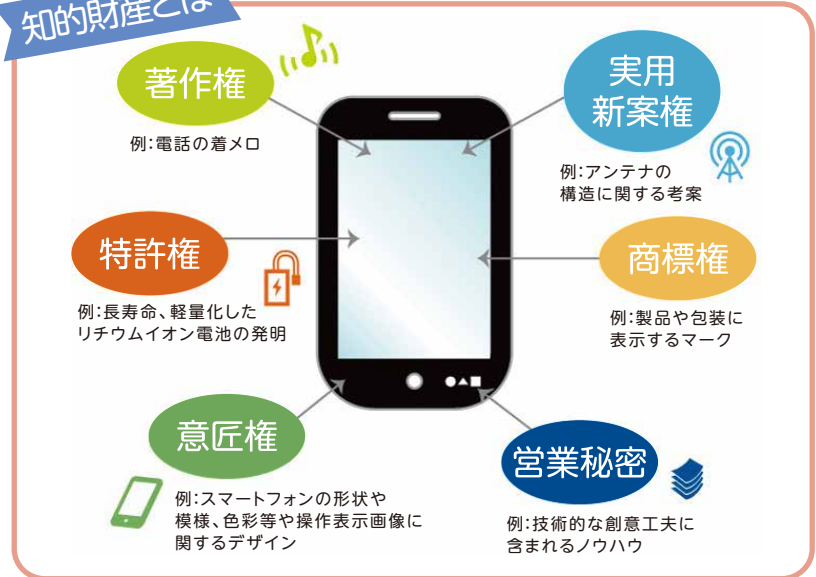 知的財産とは
著作権
例:電話の着メロ
実用
新案権
例:アンテナの
構造に関する考案
特許権
例:長寿命、軽量化した
リチウムイオン電池の発明
商標権
例:製品や包装に
表示するマーク
意匠権
例:スマートフォンの形状や
模様、色彩等や操作表示画像に
関するデザイン
営業秘密
例:技術的な創意工夫に
含まれるノウハウ